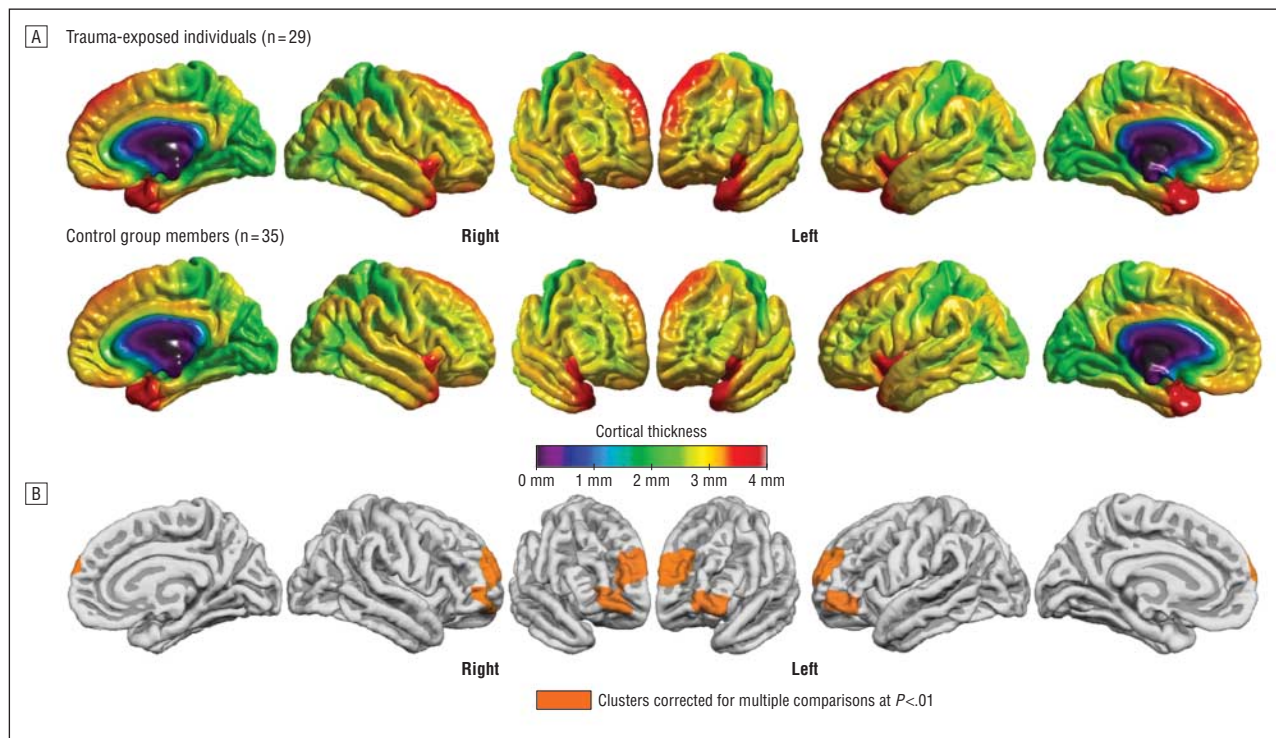 A Trauma-exposed individuals (n=29)
Control group members (n=35)
Right Left
Cortical thickness
0 mm 1 mm 2 mm 3 mm 4 mm
B
Right Left
Clusters corrected for multiple comparisons at P<.01